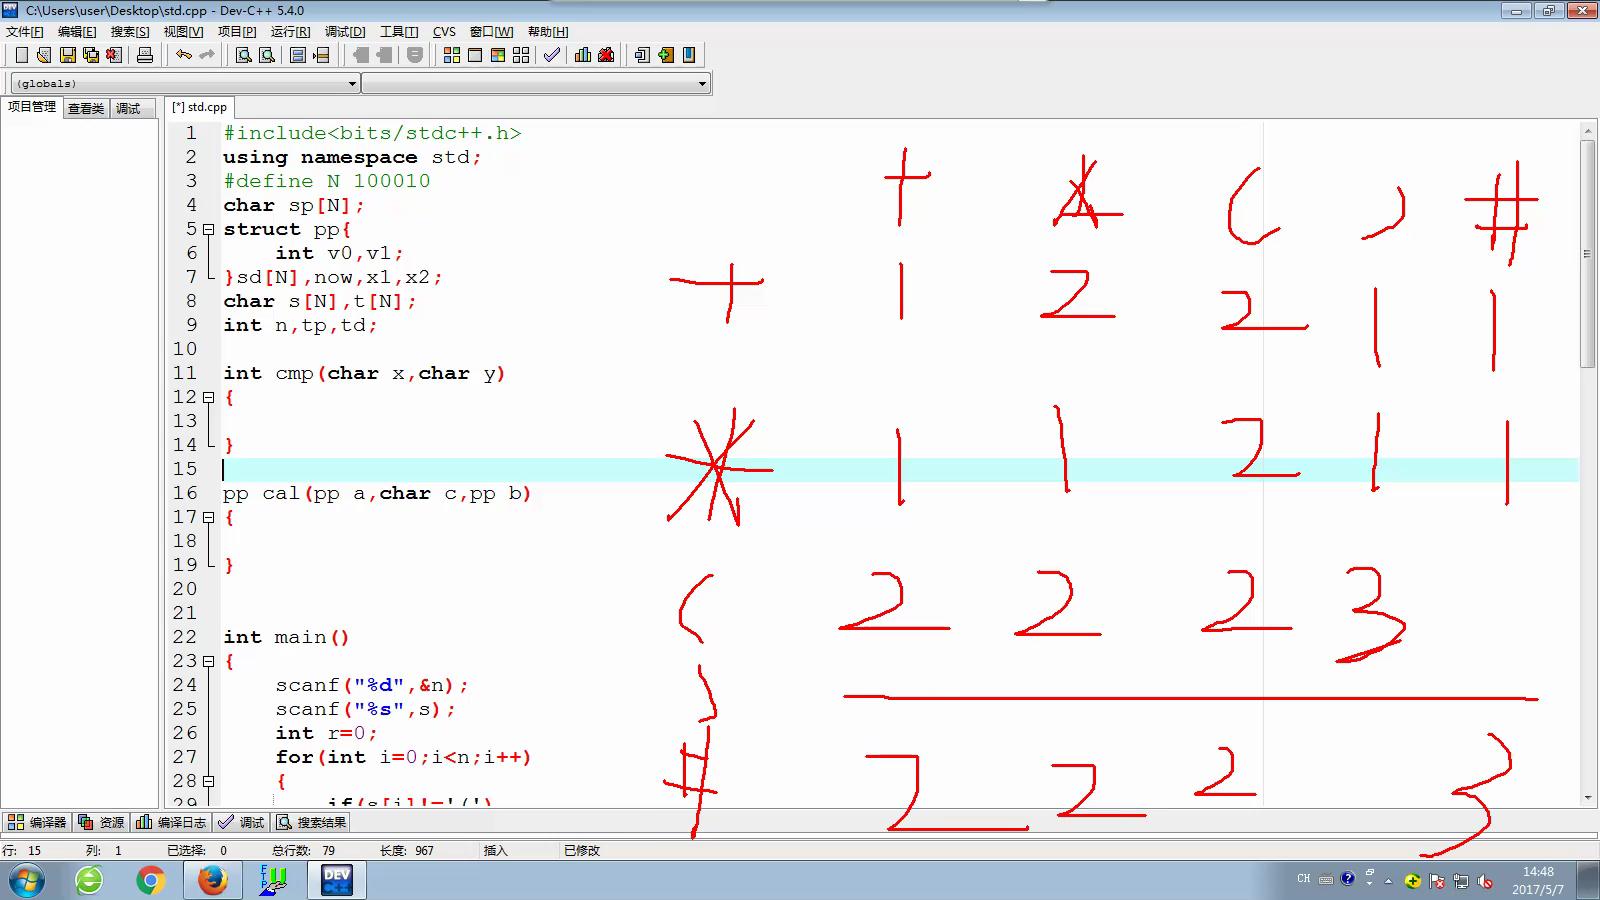 C:\Users\user\Desktop\std.cpp - Dev-C++ 5.4.0
文件[F] 编辑[E] 搜索[S] 视图[V] 项目[P] 运行[R] 调试[D] 工具[T] CVS 窗口[W] 帮助[H]
(globals)
项目管理 查看类 调试 [*] std.cpp
1 #include<bits/stdc++.h>
2 using namespace std;
3 #define N 100010
4 char sp[N];
5 struct pp{
6 int v0,v1;
7 }sd[N],now,x1,x2;
8 char s[N],t[N];
9 int n,tp,td;
10
11 int cmp(char x,char y)
12 {
13
14 }
15
16 pp cal(pp a,char c,pp b)
17 {
18
19 }
20
21
22 int main()
23 {
24 scanf("%d",&n);
25 scanf("%s",s);
26 int r=0;
27 for(int i=0;i<n;i++)
28 {
29 if(s[i]!='(')
+ * ( ) #
+ 1 2 2 1 1
* 1 1 2 1 1
( 2 2 2 3
)
# 2 2 2 3
编译器 资源 编译日志 调试 搜索结果
行: 15 列: 1 已选择: 0 总行数: 79 长度: 967 插入 已修改
FTP DEV C++ CH 14:48
2017/5/7